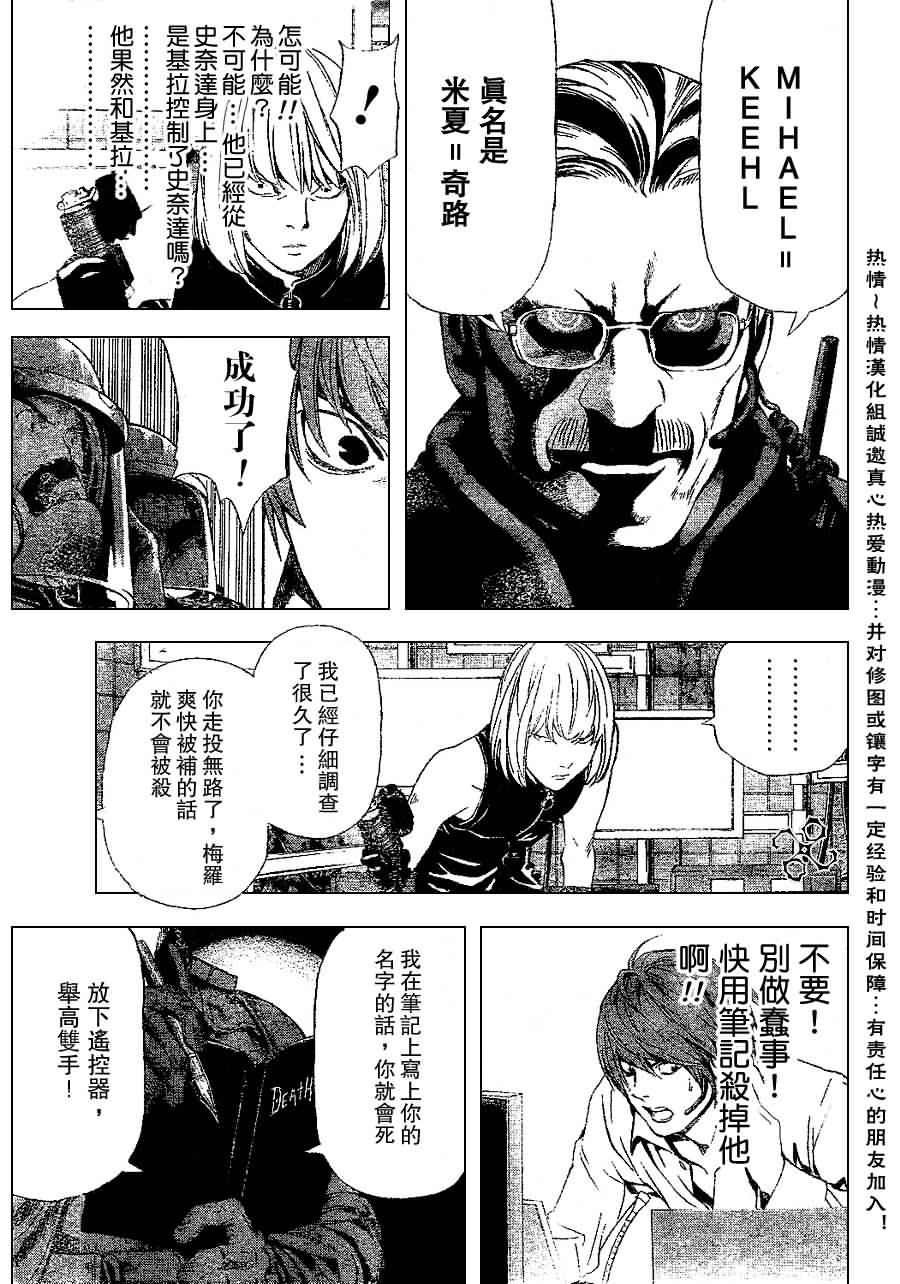 MIHAEL=
KEEHL
真名是
米夏=奇路
！
怎可能!!
為什麼？
不可能…他已經從
史奈達身上…
是基拉控制了史奈達嗎？
…………
他果然和基拉…
…………
成功了！
…………
…………
我已經仔細調查
了很久了…
你走投無路了，梅羅
爽快被補的話
就不會被殺
不要！
別做蠢事！
快用筆記殺掉他
啊!!
我在筆記上寫上你的
名字的話，你就會死
DEATH
放下遙控器，
舉高雙手！
热情~热情漢化組誠邀真心热爱動漫…并对修图或镶字有一定经验和时间保障…有责任心的朋友加入！